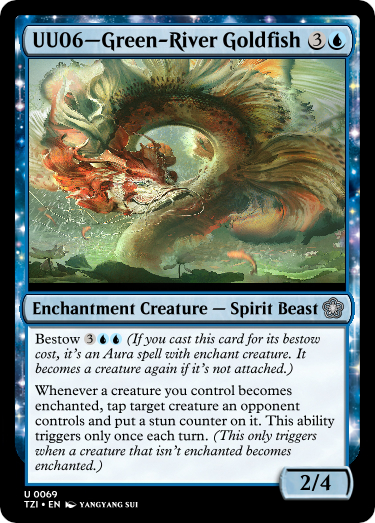 UU06—Green-River Goldfish 3
Enchantment Creature — Spirit Beast
Bestow 3 (If you cast this card for its bestow
cost, it's an Aura spell with enchant creature. It
becomes a creature again if it's not attached.)
Whenever a creature you control becomes
enchanted, tap target creature an opponent
controls and put a stun counter on it. This ability
triggers only once each turn. (This only triggers
when a creature that isn't enchanted becomes
enchanted.)
2/4
U 0069
TZI • EN YANGYANG SUI